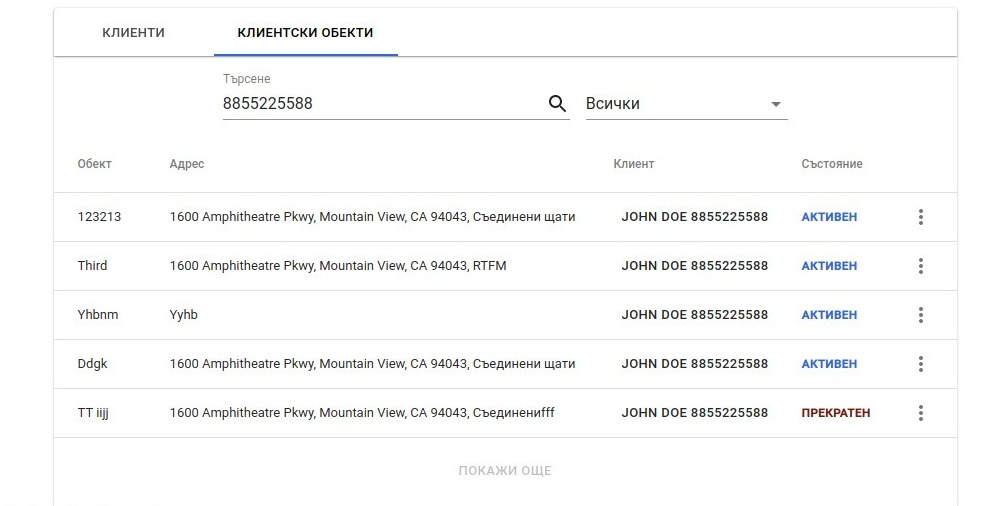 КЛИЕНТИ КЛИЕНТСКИ ОБЕКТИ
Търсене
8855225588 Всички
Обект Адрес Клиент Състояние
123213 1600 Amphitheatre Pkwy, Mountain View, CA 94043, Съединени щати JOHN DOE 8855225588 АКТИВЕН
Third 1600 Amphitheatre Pkwy, Mountain View, CA 94043, RTFM JOHN DOE 8855225588 АКТИВЕН
Yhbnm Yyhb JOHN DOE 8855225588 АКТИВЕН
Ddgk 1600 Amphitheatre Pkwy, Mountain View, CA 94043, Съединени щати JOHN DOE 8855225588 АКТИВЕН
TT iijj 1600 Amphitheatre Pkwy, Mountain View, CA 94043, Съединениfff JOHN DOE 8855225588 ПРЕКРАТЕН
ПОКАЖИ ОЩЕ